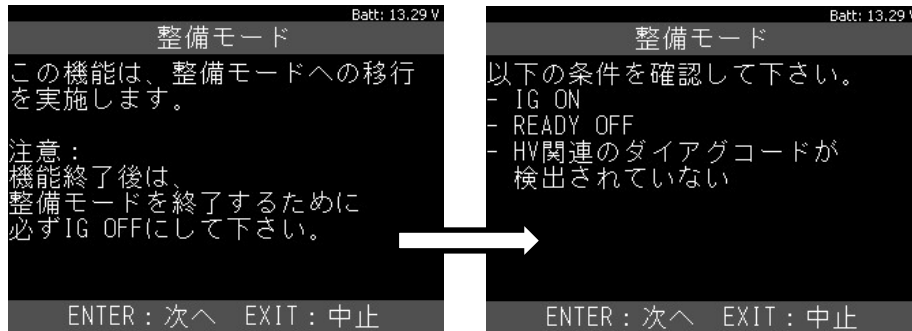 Batt: 13.29 V
整備モード
この機能は、整備モードへの移行
を実施します。
注意：
機能終了後は、
整備モードを終了するために
必ずIG OFFにして下さい。
ENTER：次へ EXIT：中止
Batt: 13.29 V
整備モード
以下の条件を確認して下さい。
- IG ON
- READY OFF
- HV関連のダイアグコードが
検出されていない
ENTER：次へ EXIT：中止